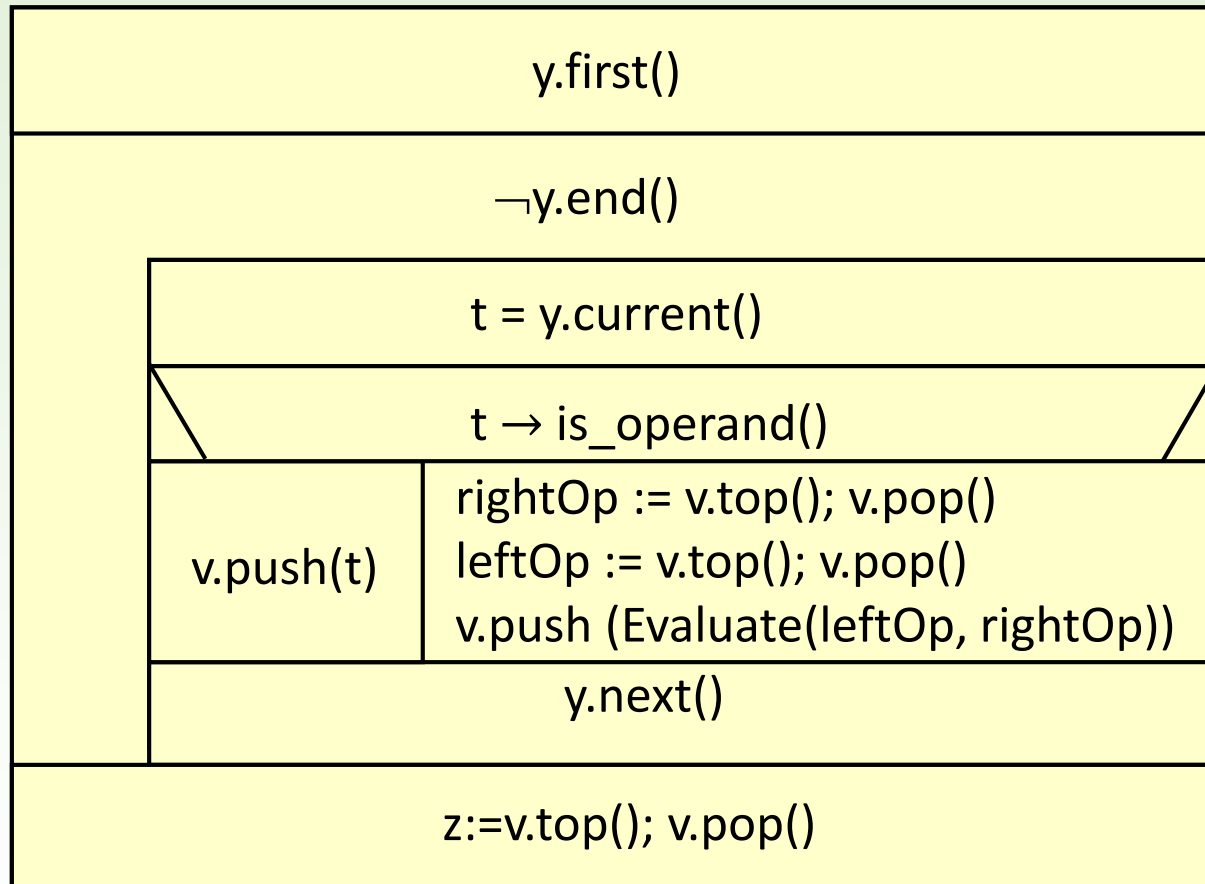 y.first()
¬y.end()
t = y.current()
t → is_operand()
v.push(t)
rightOp := v.top(); v.pop()
leftOp := v.top(); v.pop()
v.push (Evaluate(leftOp, rightOp))
y.next()
z:=v.top(); v.pop()